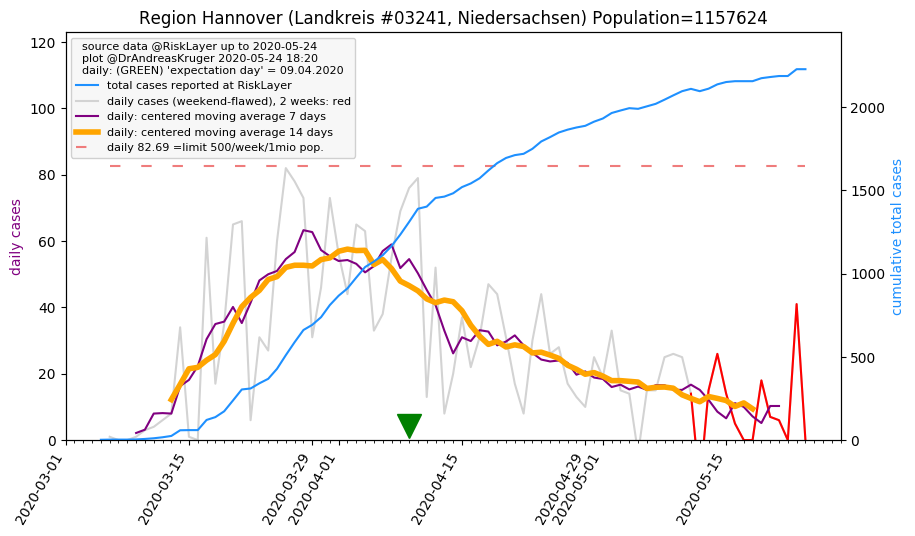 Region Hannover (Landkreis #03241, Niedersachsen) Population=1157624
source data @RiskLayer up to 2020-05-24
plot @DrAndreasKruger 2020-05-24 18:20
daily: (GREEN) 'expectation day' = 09.04.2020
total cases reported at RiskLayer
daily cases (weekend-flawed), 2 weeks: red
daily: centered moving average 7 days
daily: centered moving average 14 days
daily 82.69 =limit 500/week/1mio pop.
daily cases
120
100
80
60
40
20
0
cumulative total cases
2000
1500
1000
500
0
2020-03-01
2020-03-15
2020-03-29
2020-04-01
2020-04-15
2020-04-29
2020-05-01
2020-05-15